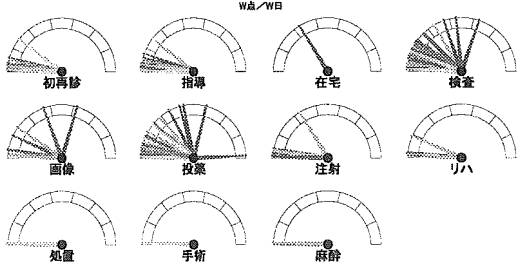 W点／W日
初再診 指導 在宅 検査
画像 投薬 注射 リハ
処置 手術 麻酔